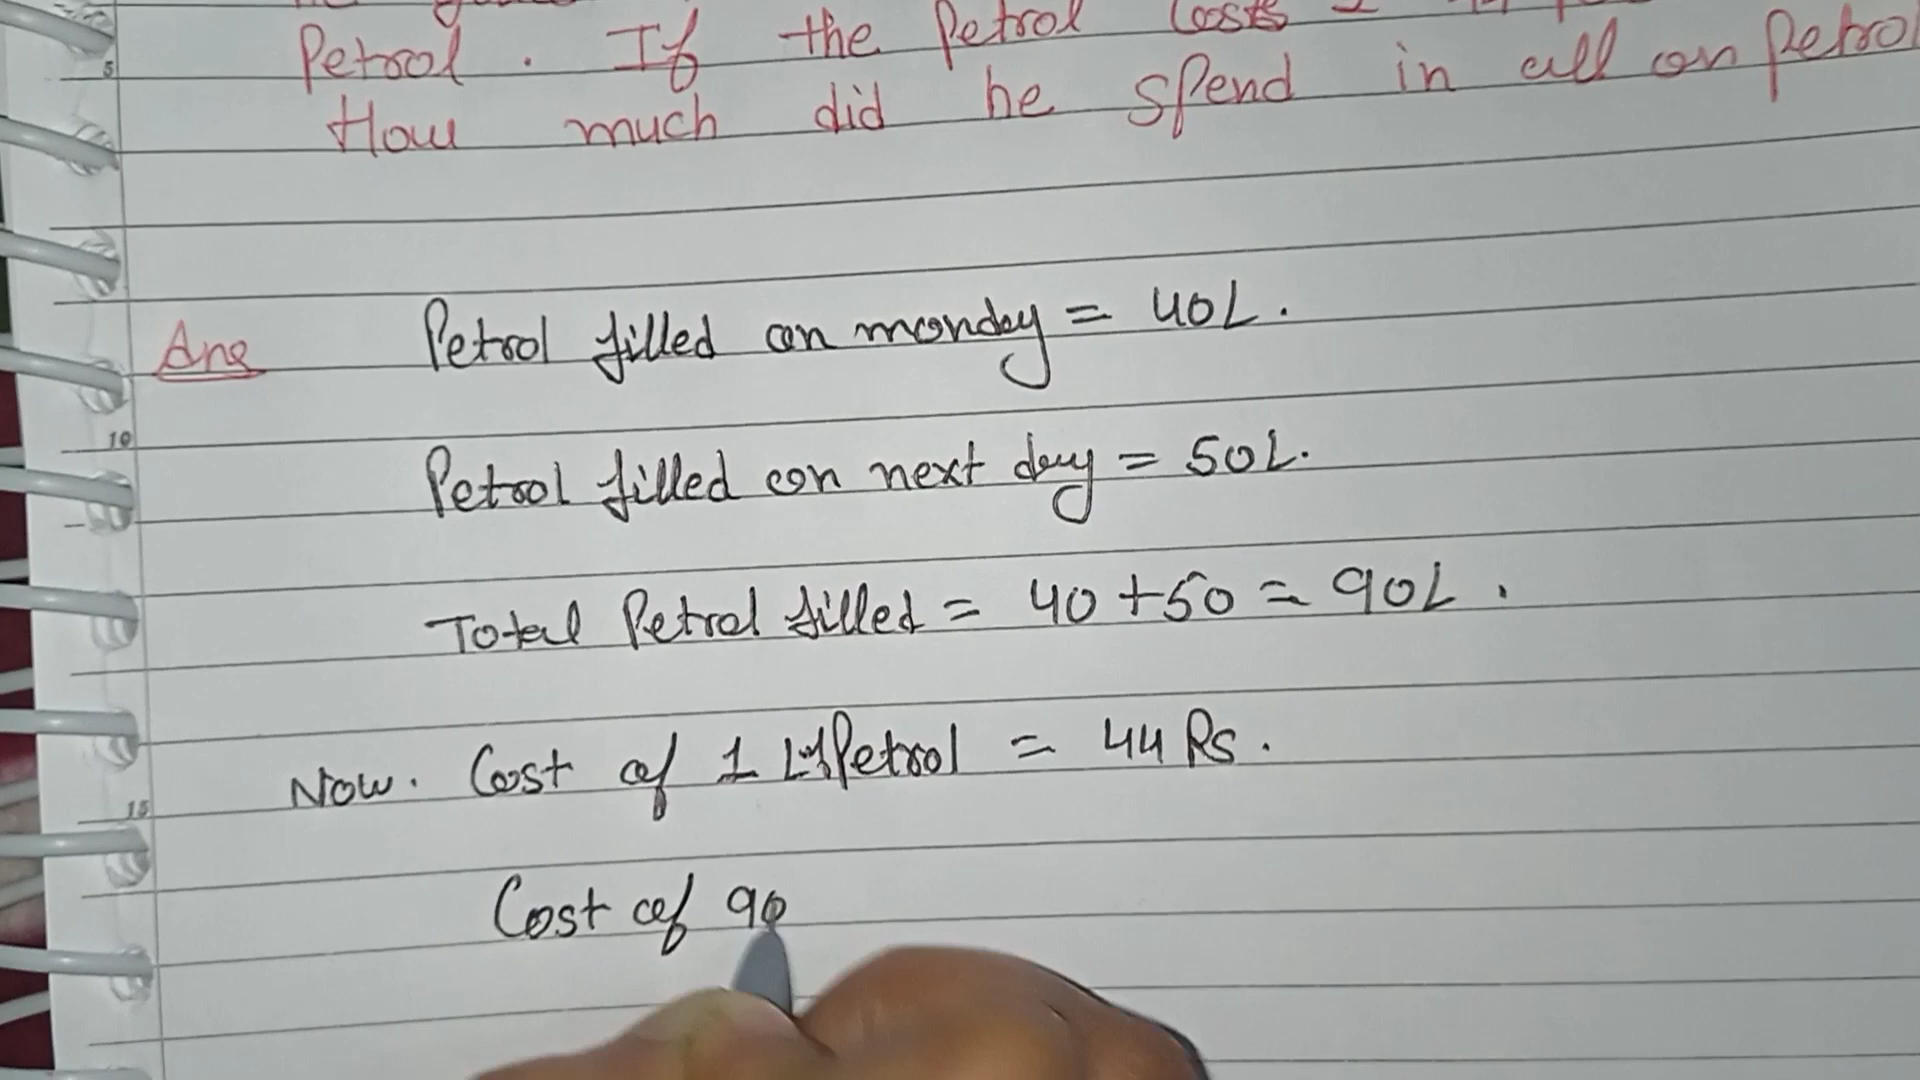 Petrol. If the Petrol Costs
How much did he spend in all on Petrol
Ans Petrol filled on monday = 40L.
Petrol filled on next day = 50L.
10
Total Petrol filled = 40 + 50 = 90L.
Now. Cost of 1 Petrol = 44 Rs.
15
Cost of 90